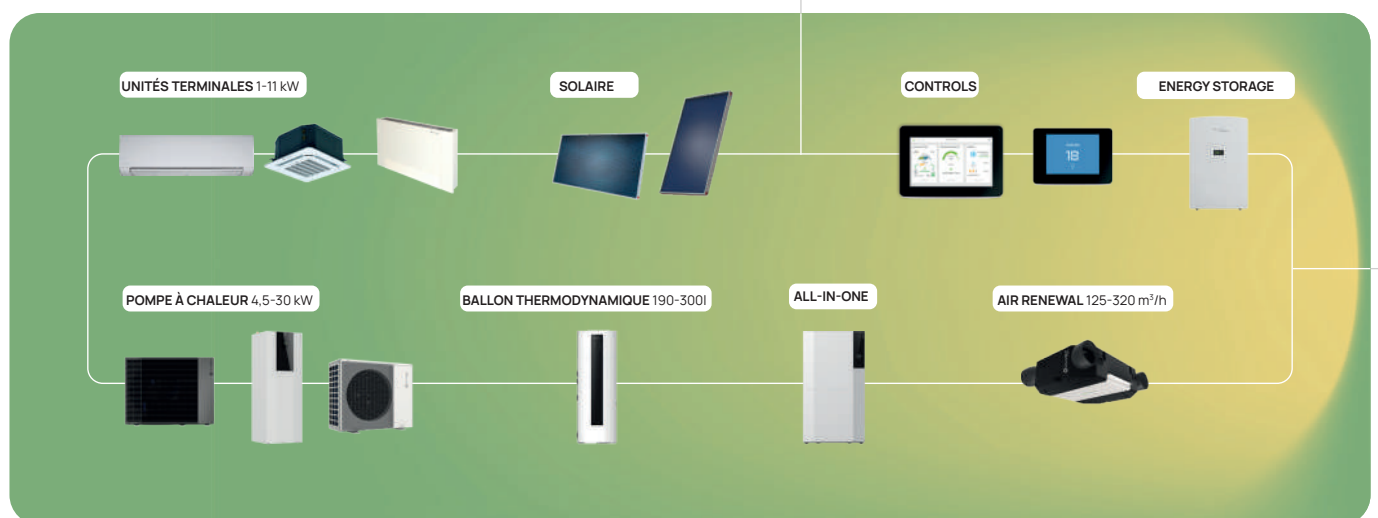 UNITÉS TERMINALES 1-11 kW
SOLAIRE
CONTROLS
ENERGY STORAGE
18
POMPE À CHALEUR 4,5-30 kW
BALLON THERMODYNAMIQUE 190-300l
ALL-IN-ONE
AIR RENEWAL 125-320 m³/h